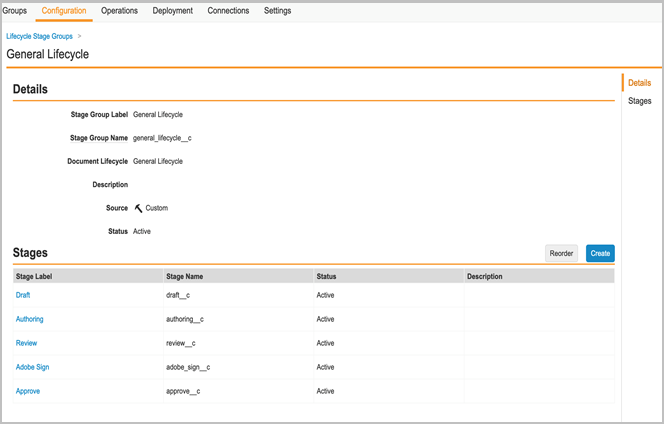 Groups Configuration Operations Deployment Connections Settings
Lifecycle Stage Groups >
General Lifecycle
Details
Details
Stages
Stage Group Label General Lifecycle
Stage Group Name general_lifecycle__c
Document Lifecycle General Lifecycle
Description
Source Custom
Status Active
Stages Reorder Create
Stage Label Stage Name Status Description
Draft draft__c Active
Authoring authoring__c Active
Review review__c Active
Adobe Sign adobe_sign__c Active
Approve approve__c Active